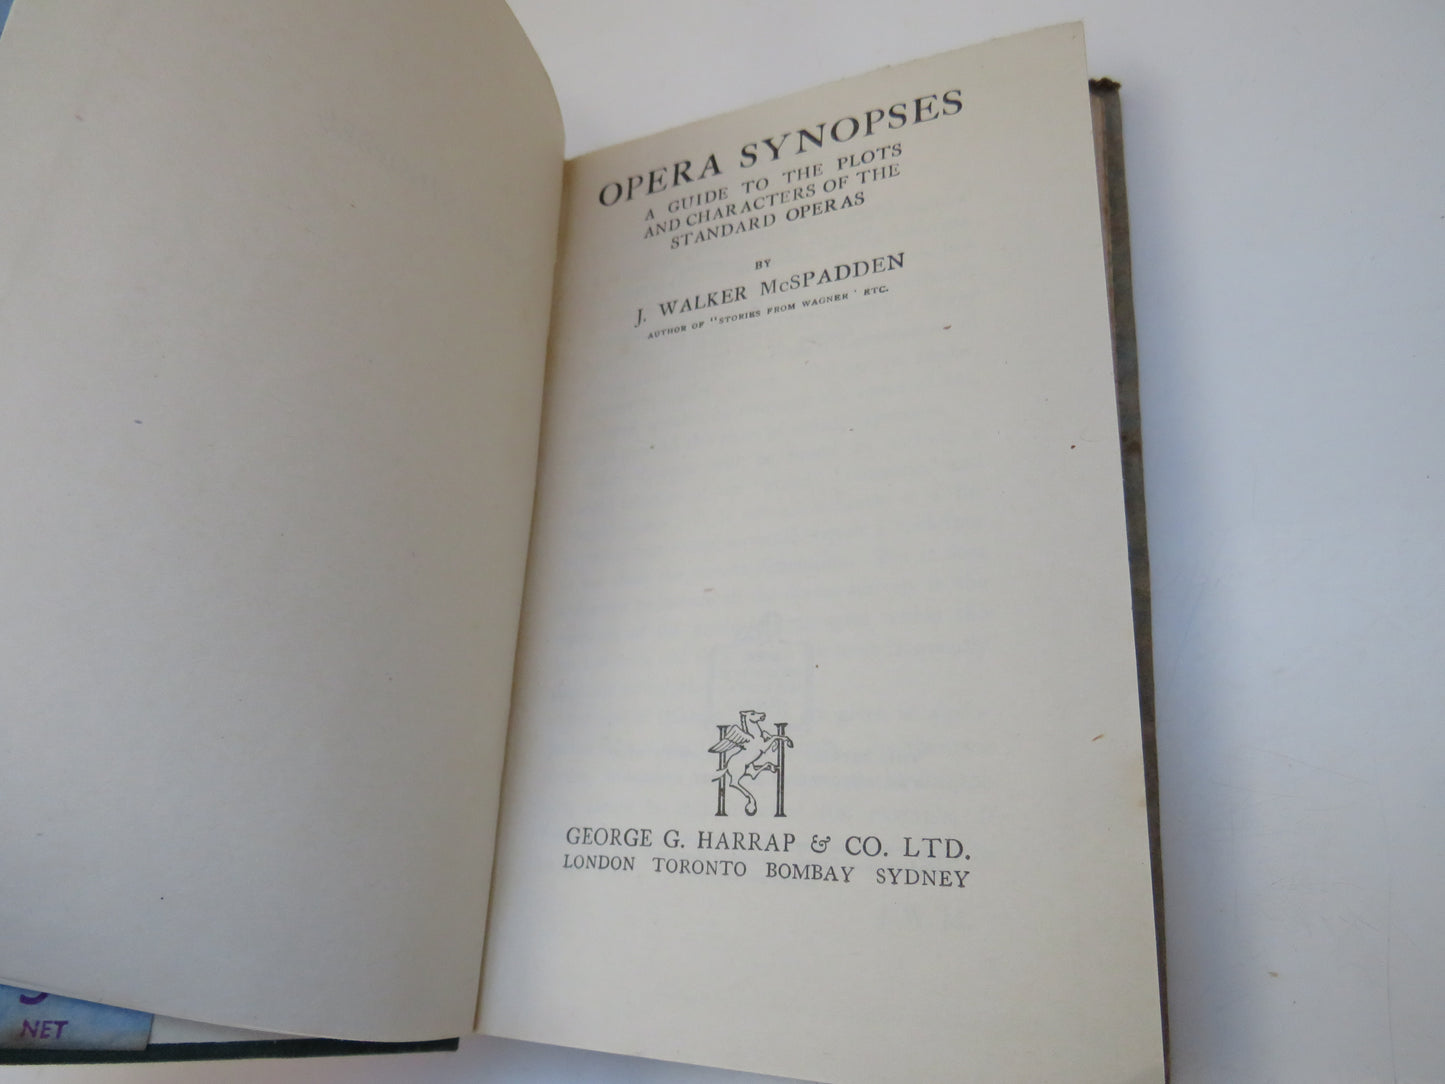 OPERA SYNOPSES
A GUIDE TO THE PLOTS
AND CHARACTERS OF THE
STANDARD OPERAS
BY
J. WALKER McSPADDEN
AUTHOR OF "STORIES FROM WAGNER" ETC.
GEORGE G. HARRAP & CO. LTD.
LONDON TORONTO BOMBAY SYDNEY
NET